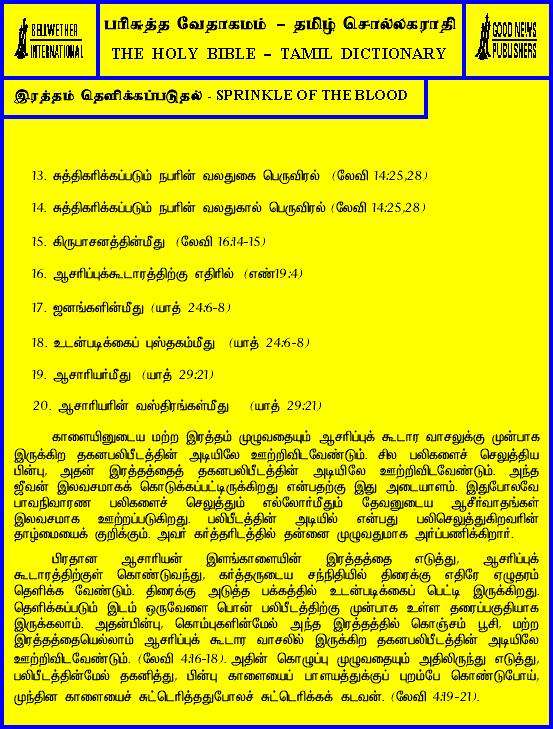 BELLWETHER
INTERNATIONAL
பரிசுத்த வேதாகமம் – தமிழ் சொல்லகராதி
THE HOLY BIBLE – TAMIL DICTIONARY
GOOD NEWS
PUBLISHERS
இரத்தம் தெளிக்கப்படுதல் - SPRINKLE OF THE BLOOD
13. சுத்திகரிக்கப்படும் நபரின் வலதுகை பெருவிரல் (லேவி 14:25,28)
14. சுத்திகரிக்கப்படும் நபரின் வலதுகால் பெருவிரல் (லேவி 14:25,28)
15. கிருபாசனத்தின்மீது (லேவி 16:14-15)
16. ஆசரிப்புக்கூடாரத்திற்கு எதிரில் (எண்19:4)
17. ஜனங்களின்மீது (யாத் 24:6-8)
18. உடன்படிக்கைப் புஸ்தகம்மீது (யாத் 24:6-8)
19. ஆசாரியர்மீது (யாத் 29:21)
20. ஆசாரியரின் வஸ்திரங்கள்மீது (யாத் 29:21)
காளையினுடைய மற்ற இரத்தம் முழுவதையும் ஆசரிப்புக் கூடார வாசலுக்கு முன்பாக
இருக்கிற தகனபலிபீடத்தின் அடியிலே ஊற்றிவிடவேண்டும். சில பலிகளைச் செலுத்திய
பின்பு, அதன் இரத்தத்தைத் தகனபலிபீடத்தின் அடியிலே ஊற்றிவிடவேண்டும். அந்த
ஜீவன் இலவசமாகக் கொடுக்கப்பட்டிருக்கிறது என்பதற்கு இது அடையாளம். இதுபோலவே
பாவநிவாரண பலிகளைச் செலுத்தும் எல்லோர்மீதும் தேவனுடைய ஆசீர்வாதங்கள்
இலவசமாக ஊற்றப்படுகிறது. பலிபீடத்தின் அடியில் என்பது பலிசெலுத்துகிறவரின்
தாழ்மையைக் குறிக்கும். அவர் கர்த்தரிடத்தில் தன்னை முழுவதுமாக அர்ப்பணிக்கிறார்.
பிரதான ஆசாரியன் இளங்காளையின் இரத்தத்தை எடுத்து, ஆசரிப்புக்
கூடாரத்திற்குள் கொண்டுவந்து, கர்த்தருடைய சந்நிதியில் திரைக்கு எதிரே ஏழுதரம்
தெளிக்க வேண்டும். திரைக்கு அடுத்த பக்கத்தில் உடன்படிக்கைப் பெட்டி இருக்கிறது.
தெளிக்கப்படும் இடம் ஒருவேளை பொன் பலிபீடத்திற்கு முன்பாக உள்ள தரைப்பகுதியாக
இருக்கலாம். அதன்பின்பு, கொம்புகளின்மேல் அந்த இரத்தத்தில் கொஞ்சம் பூசி, மற்ற
இரத்தத்தையெல்லாம் ஆசரிப்புக் கூடார வாசலில் இருக்கிற தகனபலிபீடத்தின் அடியிலே
ஊற்றிவிடவேண்டும். (லேவி 4:16-18). அதின் கொழுப்பு முழுவதையும் அதிலிருந்து எடுத்து,
பலிபீடத்தின்மேல் தகனித்து, பின்பு காளையைப் பாளயத்துக்குப் புறம்பே கொண்டுபோய்,
முந்தின காளையைச் சுட்டெரித்ததுபோலச் சுட்டெரிக்கக் கடவன். (லேவி 4:19-21).